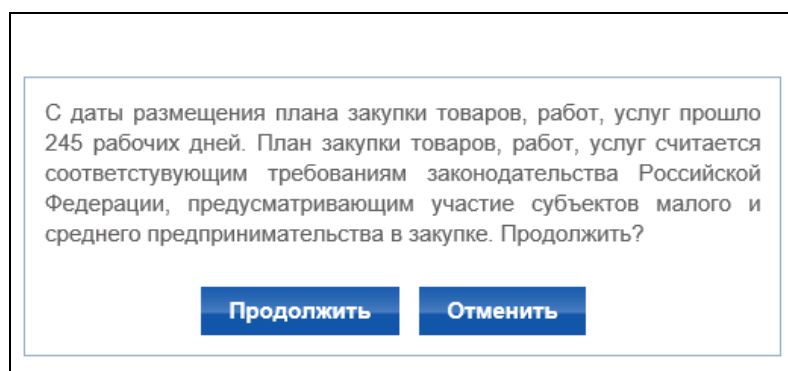 С даты размещения плана закупки товаров, работ, услуг прошло
245 рабочих дней. План закупки товаров, работ, услуг считается
соответстувующим требованиям законодательства Российской
Федерации, предусматривающим участие субъектов малого и
среднего предпринимательства в закупке. Продолжить?
Продолжить Отменить